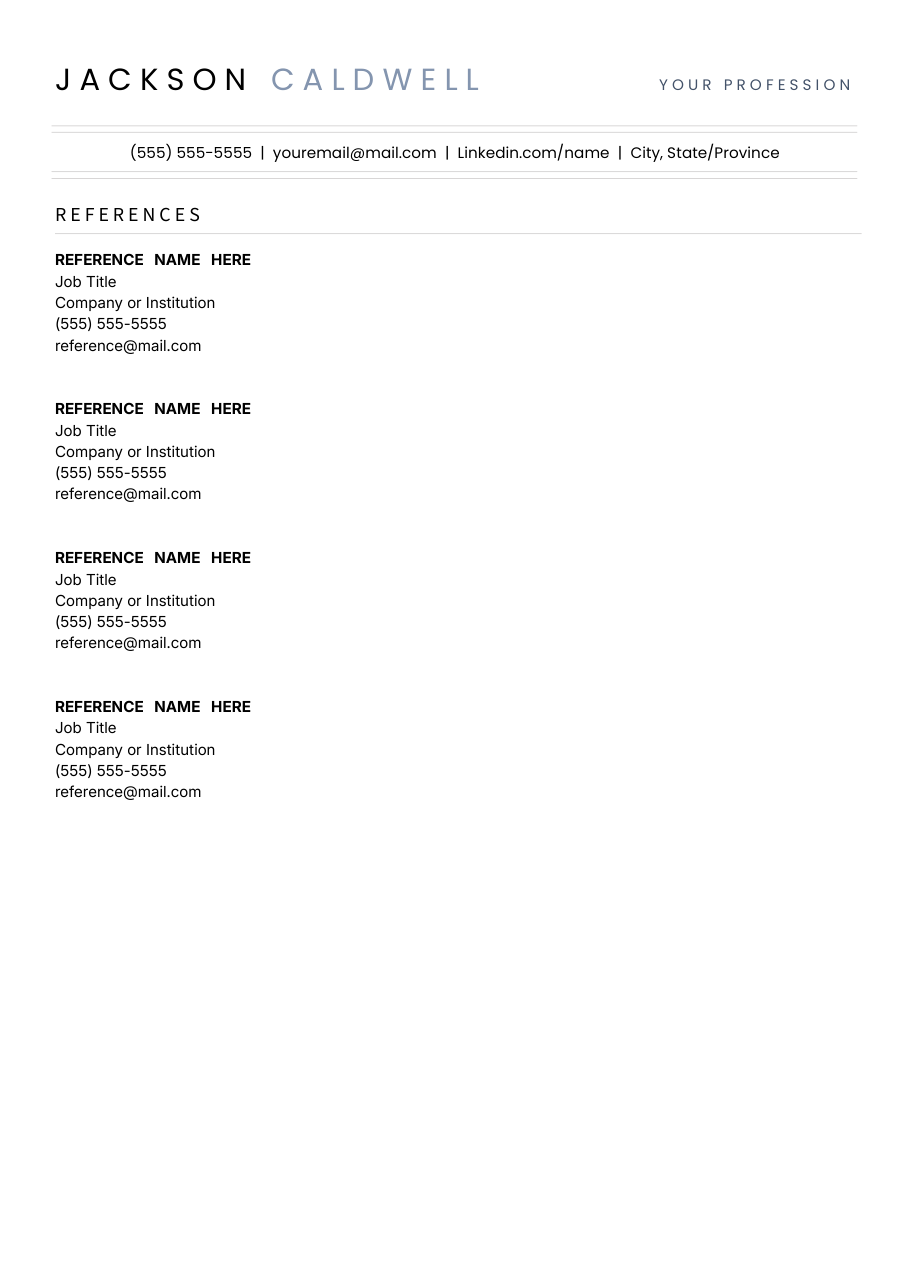 JACKSON CALDWELL YOUR PROFESSION
(555) 555-5555 | youremail@mail.com | Linkedin.com/name | City, State/Province
REFERENCES
REFERENCE NAME HERE
Job Title
Company or Institution
(555) 555-5555
reference@mail.com
REFERENCE NAME HERE
Job Title
Company or Institution
(555) 555-5555
reference@mail.com
REFERENCE NAME HERE
Job Title
Company or Institution
(555) 555-5555
reference@mail.com
REFERENCE NAME HERE
Job Title
Company or Institution
(555) 555-5555
reference@mail.com